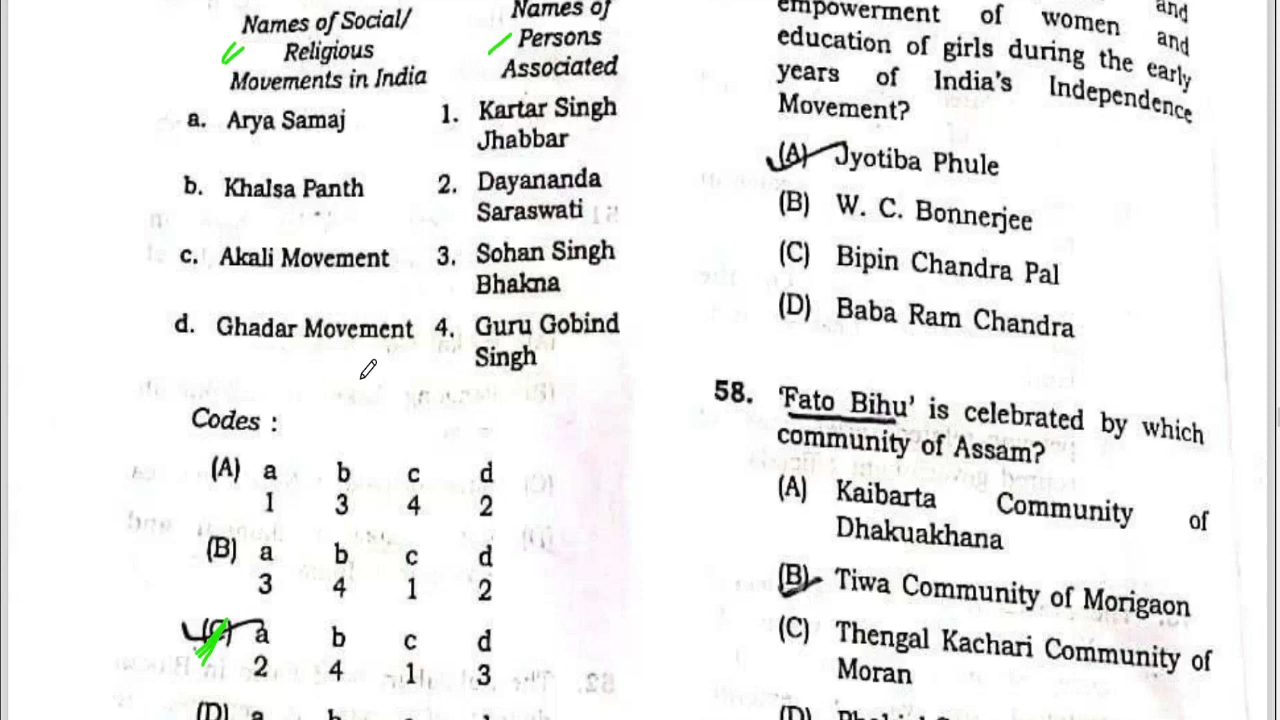 Names of Social/
Religious
Movements in India
Names of
Persons
Associated
a. Arya Samaj
1. Kartar Singh
Jhabbar
b. Khalsa Panth
2. Dayananda
Saraswati
c. Akali Movement
3. Sohan Singh
Bhakna
d. Ghadar Movement
4. Guru Gobind
Singh
Codes :
(A) a b c d
1 3 4 2
(B) a b c d
3 4 1 2
(C) a b c d
2 4 1 3
(D) a b c d
and
empowerment of women and
education of girls during the early
years of India's Independence
Movement?
(A) Jyotiba Phule
(B) W. C. Bonnerjee
(C) Bipin Chandra Pal
(D) Baba Ram Chandra
58. 'Fato Bihu' is celebrated by which
community of Assam?
(A) Kaibarta Community of
Dhakuakhana
(B) Tiwa Community of Morigaon
(C) Thengal Kachari Community of
Moran
(D)